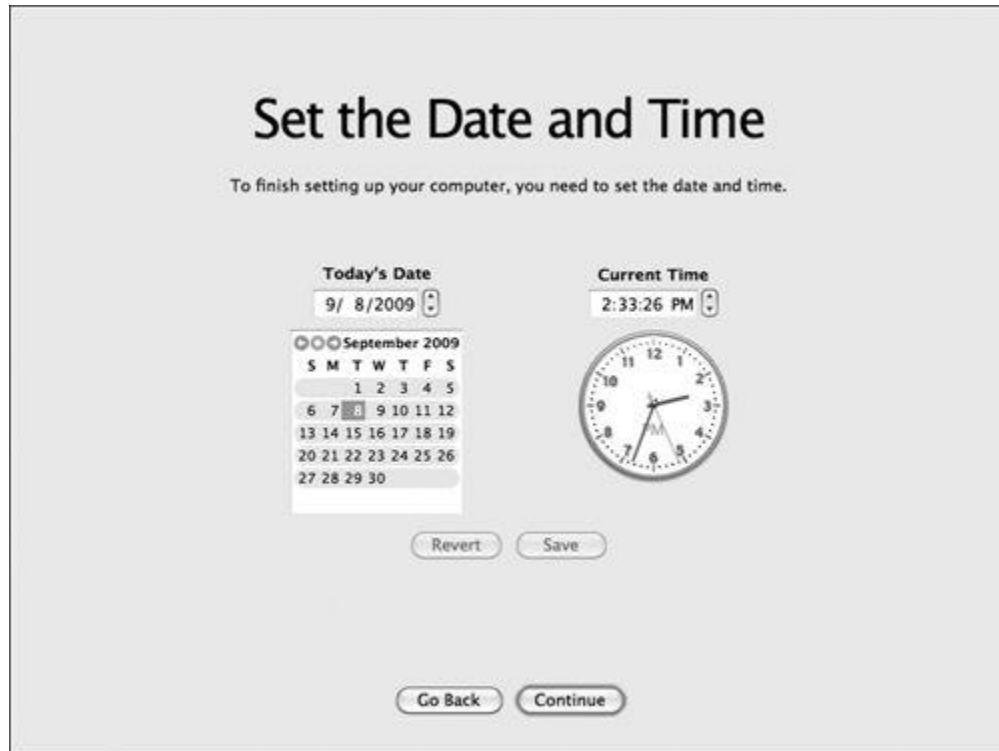 Set the Date and Time
To finish setting up your computer, you need to set the date and time.
Today's Date
9/ 8/2009
September 2009
S M T W T F S
1 2 3 4 5
6 7 8 9 10 11 12
13 14 15 16 17 18 19
20 21 22 23 24 25 26
27 28 29 30
Current Time
2:33:26 PM
12
1
2
3
4
5
6
7
8
9
10
11
PM
Revert Save
Go Back Continue